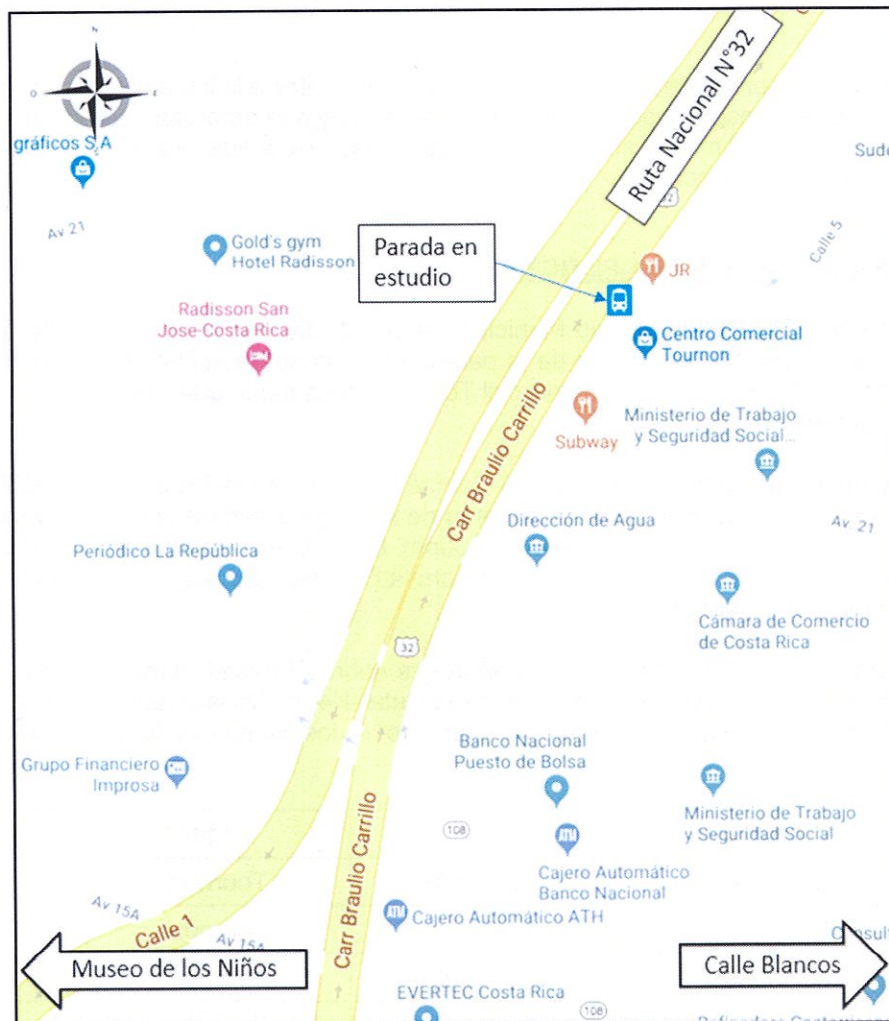 N
O
E
gráficos S.A
Av 21
Gold's gym
Hotel Radisson
Radisson San
Jose-Costa Rica
Parada en
estudio
Ruta Nacional N°32
32
Calle 5
JR
Centro Comercial
Tournon
Subway
Ministerio de Trabajo
y Seguridad Social...
Carr Braulio Carrillo
Dirección de Agua
Av. 21
Periódico La República
Cámara de Comercio
de Costa Rica
32
Grupo Financiero
Improsa
Banco Nacional
Puesto de Bolsa
Ministerio de Trabajo
y Seguridad Social
108
ATM
Cajero Automático
Banco Nacional
Carr Braulio Carrillo
Av 15A
Calle 1
Av 15A
ATM
Cajero Automático ATH
Museo de los Niños
Calle Blancos
EVERTEC Costa Rica
108